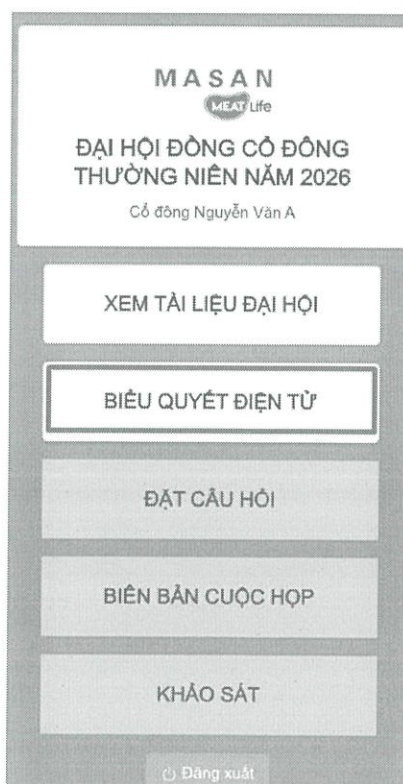 MASAN
MEAT Life
ĐẠI HỘI ĐỒNG CỔ ĐÔNG
THƯỜNG NIÊN NĂM 2026
Cổ đông Nguyễn Văn A
XEM TÀI LIỆU ĐẠI HỘI
BIỂU QUYẾT ĐIỆN TỬ
ĐẶT CÂU HỎI
BIÊN BẢN CUỘC HỌP
KHẢO SÁT
Đăng xuất